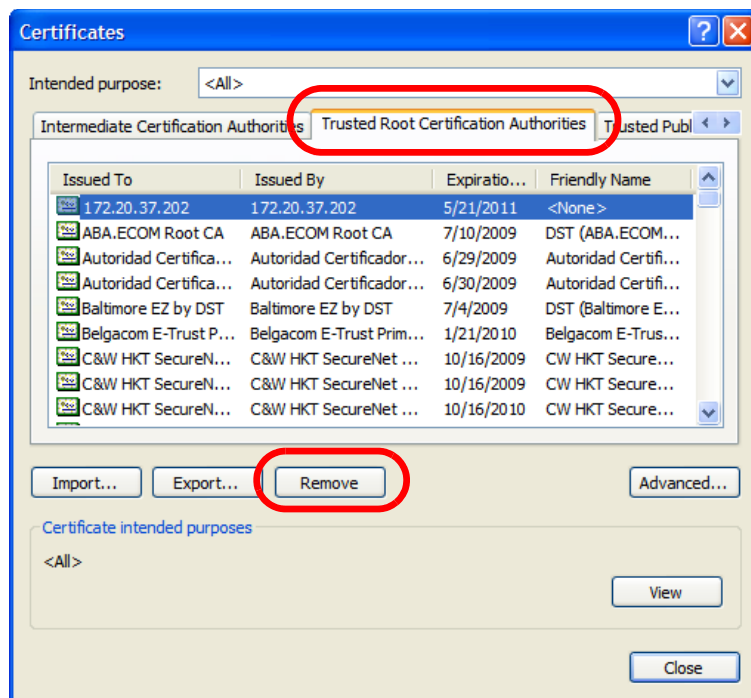 Certificates
Intended purpose: <All>
Intermediate Certification Authorities Trusted Root Certification Authorities Trusted Publ
Issued To Issued By Expiratio... Friendly Name
172.20.37.202 172.20.37.202 5/21/2011 <None>
ABA.ECOM Root CA ABA.ECOM Root CA 7/10/2009 DST (ABA.ECOM...
Autoridad Certifica... Autoridad Certificador... 6/29/2009 Autoridad Certifi...
Autoridad Certifica... Autoridad Certificador... 6/30/2009 Autoridad Certifi...
Baltimore EZ by DST Baltimore EZ by DST 7/4/2009 DST (Baltimore E...
Belgacom E-Trust P... Belgacom E-Trust Prim... 1/21/2010 Belgacom E-Trus...
C&W HKT SecureN... C&W HKT SecureNet ... 10/16/2009 CW HKT Secure...
C&W HKT SecureN... C&W HKT SecureNet ... 10/16/2009 CW HKT Secure...
C&W HKT SecureN... C&W HKT SecureNet ... 10/16/2010 CW HKT Secure...
Import... Export... Remove Advanced...
Certificate intended purposes
<All>
View
Close